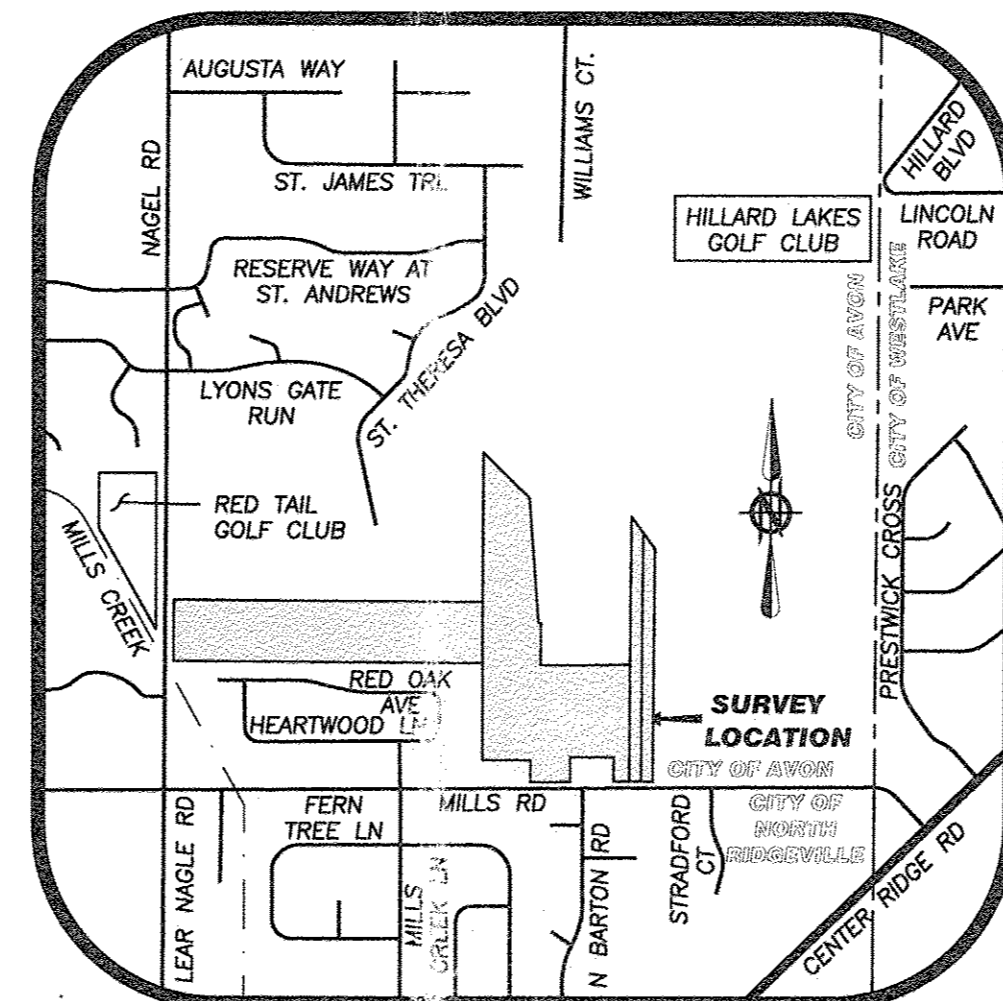 AUGUSTA WAY
WILLIAMS CT.
HILLARD
BLVD
NAGEL RD
ST. JAMES TRL
HILLARD LAKES
GOLF CLUB
LINCOLN
ROAD
RESERVE WAY AT
ST. ANDREWS
CITY OF AVON
CITY OF WESTLAKE
PARK
AVE
ST. THERESA BLVD
LYONS GATE
RUN
RED TAIL
GOLF CLUB
MILLS CREEK
N
PRESTWICK CROSS
RED OAK
AVE
HEARTWOOD LN
SURVEY
LOCATION
CITY OF AVON
FERN
TREE LN
MILLS RD
CITY OF
NORTH
RIDGEVILLE
LEAR NAGLE RD
MILLS
CREEK LN
N BARTON RD
STRADFORD
CT
CENTER RIDGE RD